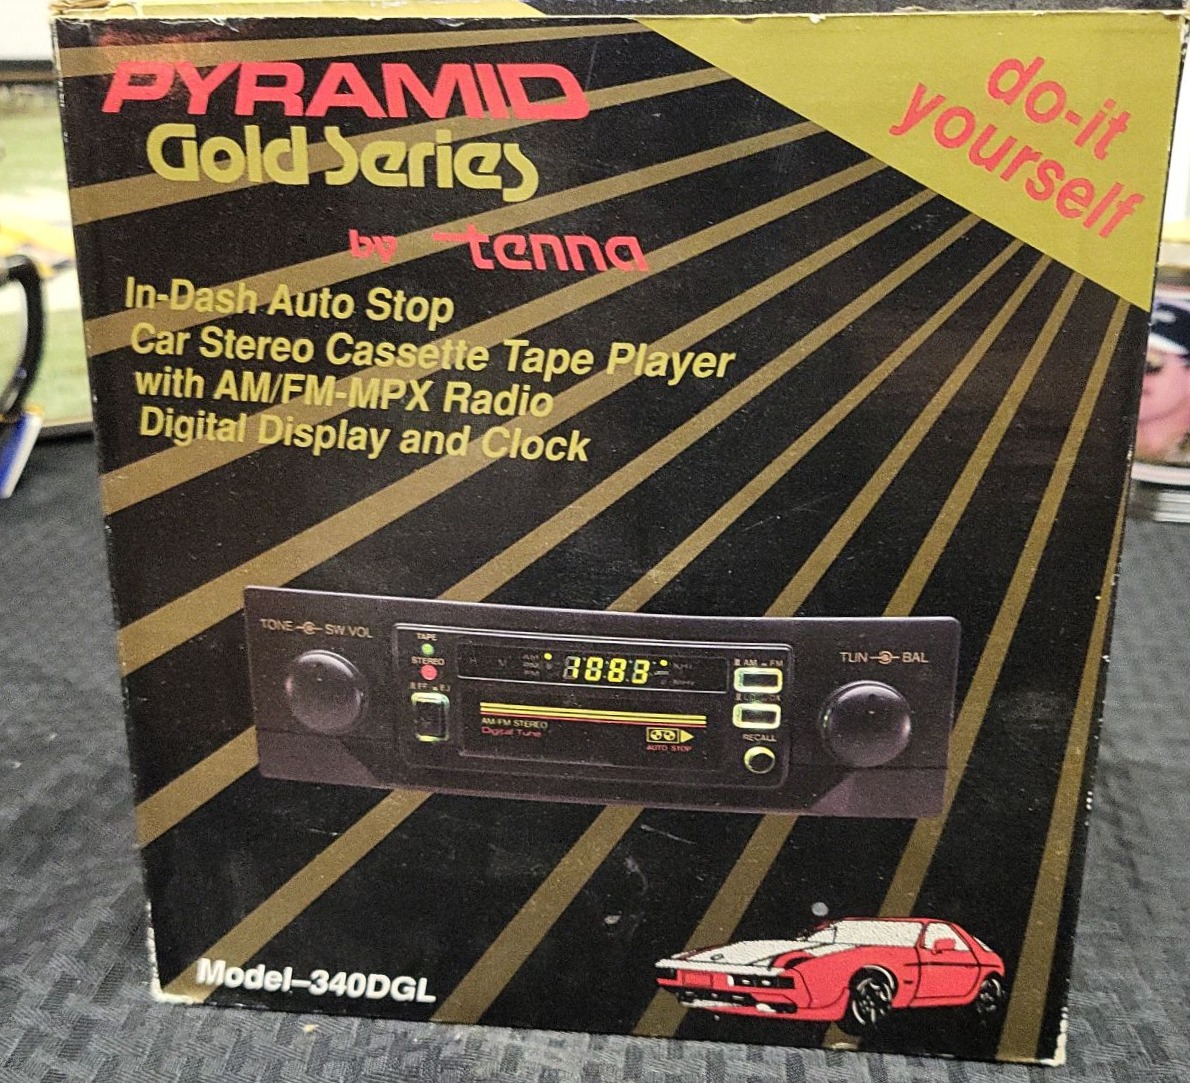 PYRAMID
Gold Series
by tenna
do-it
yourself
In-Dash Auto Stop
Car Stereo Cassette Tape Player
with AM/FM-MPX Radio
Digital Display and Clock
TONE SW VOL
TAPE
STEREO
1083
AM FM
TUN BAL
AM-FM STEREO
Digital Tune
AUTO STOP
RECALL
Model-340DGL